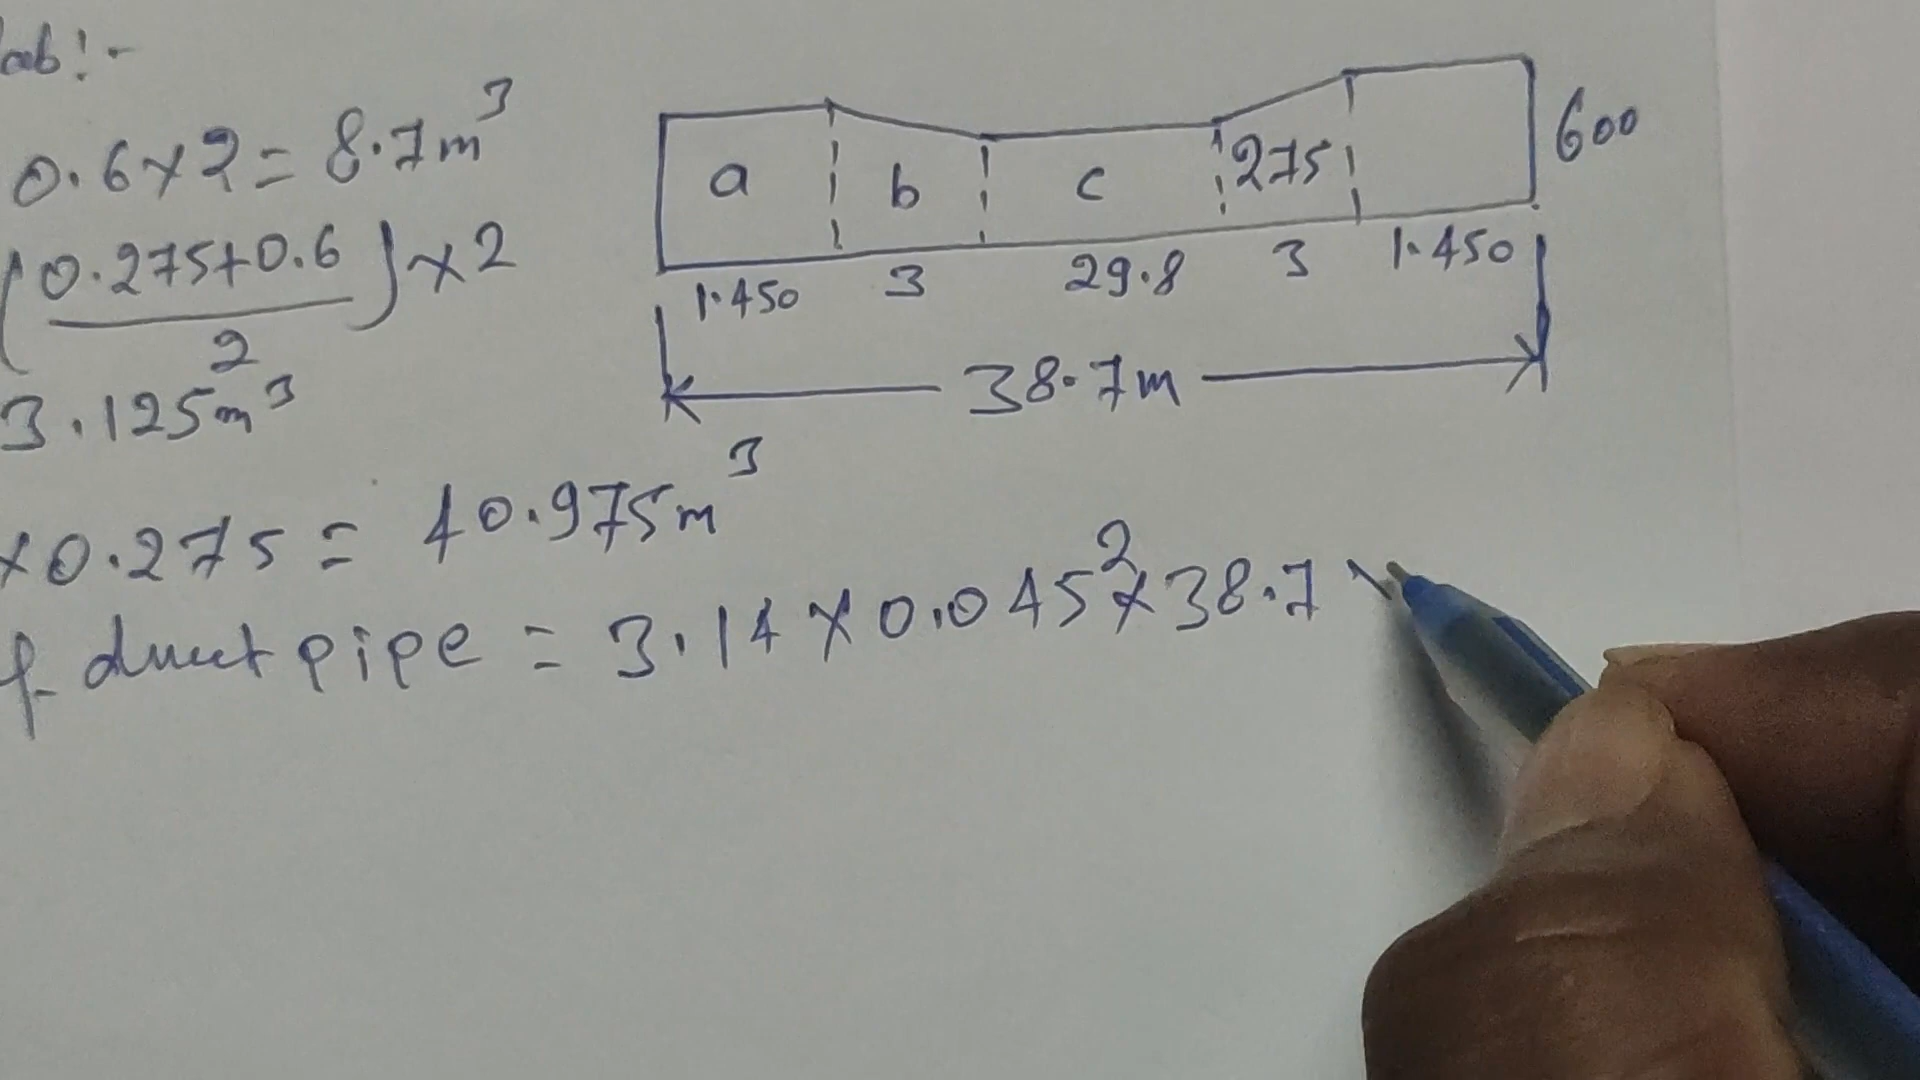 ab!-
0.6×2= 8.7m³
(0.275+0.6
2)×2
3.125m³
×0.275= 40.975m³
f duct pipe = 3.14×0.045²×38.7 ×
a
b
c
275
600
1.450
3
29.8
3
1.450
38.7m